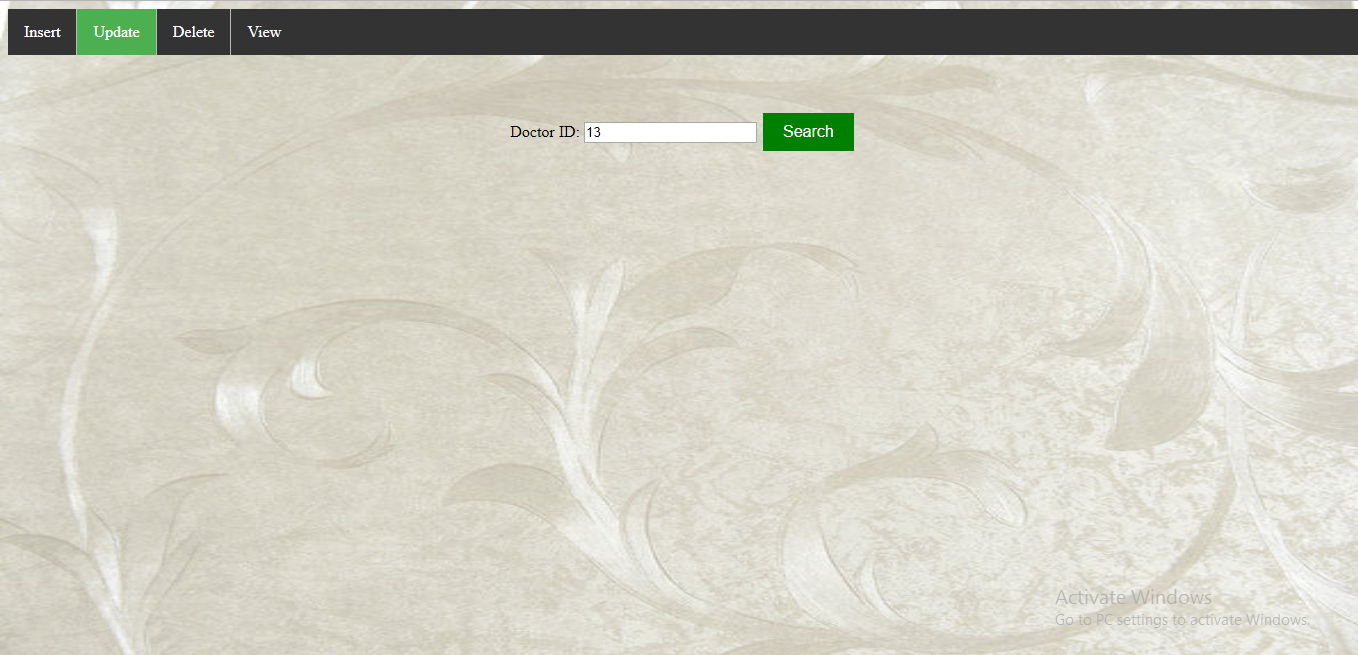 Insert Update Delete View
Doctor ID: 13 Search
Activate Windows
Go to PC settings to activate Windows.